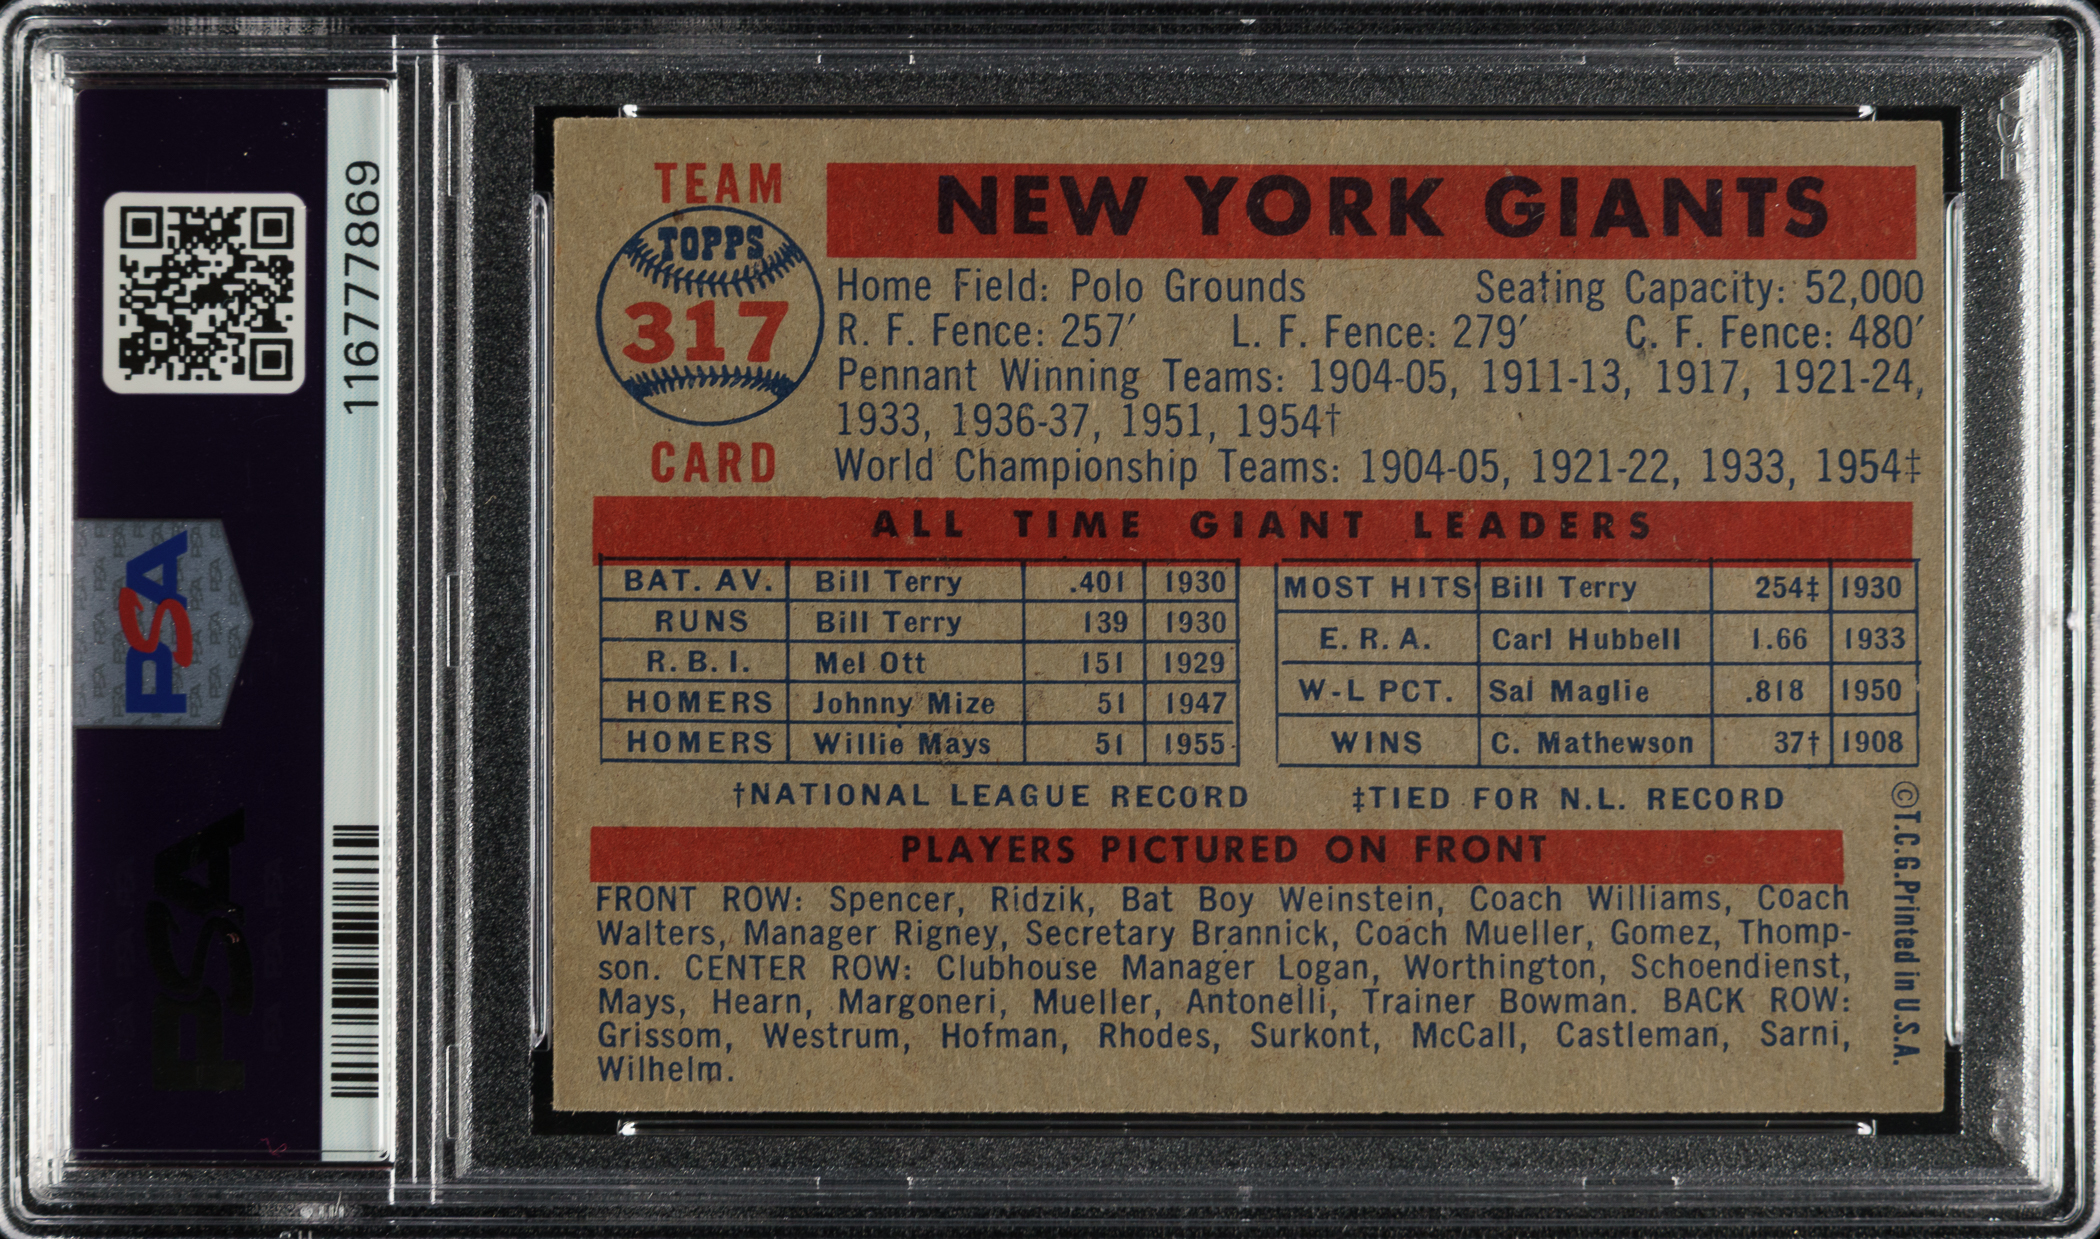 116777869
PSA
TEAM
TOPPS
317
CARD
NEW YORK GIANTS
Home Field: Polo Grounds Seating Capacity: 52,000
R. F. Fence: 257′ L. F. Fence: 279′ C. F. Fence: 480′
Pennant Winning Teams: 1904-05, 1911-13, 1917, 1921-24,
1933, 1936-37, 1951, 1954†
World Championship Teams: 1904-05, 1921-22, 1933, 1954‡
ALL TIME GIANT LEADERS
BAT. AV. Bill Terry .401 1930
RUNS Bill Terry 139 1930
R. B. I. Mel Ott 151 1929
HOMERS Johnny Mize 51 1947
HOMERS Willie Mays 51 1955
MOST HITS Bill Terry 254‡ 1930
E. R. A. Carl Hubbell 1.66 1933
W-L PCT. Sal Maglie .818 1950
WINS C. Mathewson 37† 1908
†NATIONAL LEAGUE RECORD ‡TIED FOR N.L. RECORD
PLAYERS PICTURED ON FRONT
FRONT ROW: Spencer, Ridzik, Bat Boy Weinstein, Coach Williams, Coach
Walters, Manager Rigney, Secretary Brannick, Coach Mueller, Gomez, Thomp-
son. CENTER ROW: Clubhouse Manager Logan, Worthington, Schoendienst,
Mays, Hearn, Margoneri, Mueller, Antonelli, Trainer Bowman. BACK ROW:
Grissom, Westrum, Hofman, Rhodes, Surkont, McCall, Castleman, Sarni,
Wilhelm.
©T.C.G. Printed in U.S.A.
PSA